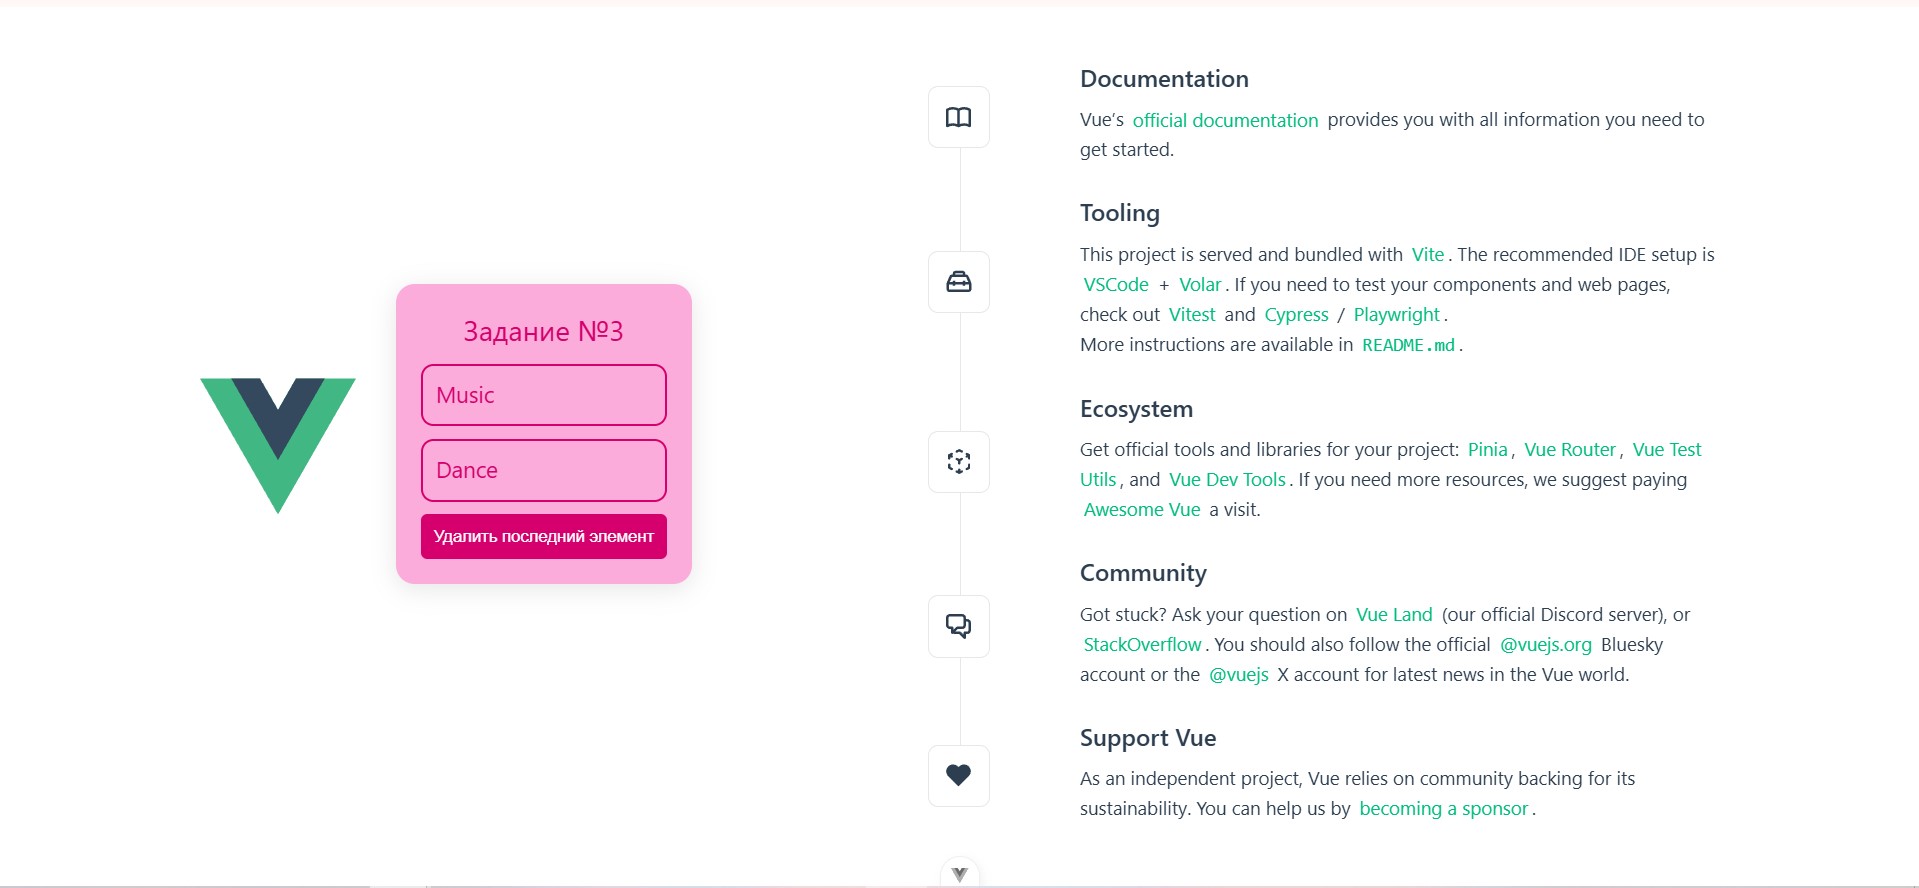 Задание №3
Music
Dance
Удалить последний элемент
Documentation
Vue’s official documentation provides you with all information you need to
get started.
Tooling
This project is served and bundled with Vite. The recommended IDE setup is
VSCode + Volar. If you need to test your components and web pages,
check out Vitest and Cypress / Playwright.
More instructions are available in README.md.
Ecosystem
Get official tools and libraries for your project: Pinia, Vue Router, Vue Test
Utils, and Vue Dev Tools. If you need more resources, we suggest paying
Awesome Vue a visit.
Community
Got stuck? Ask your question on Vue Land (our official Discord server), or
StackOverflow. You should also follow the official @vuejs.org Bluesky
account or the @vuejs X account for latest news in the Vue world.
Support Vue
As an independent project, Vue relies on community backing for its
sustainability. You can help us by becoming a sponsor.